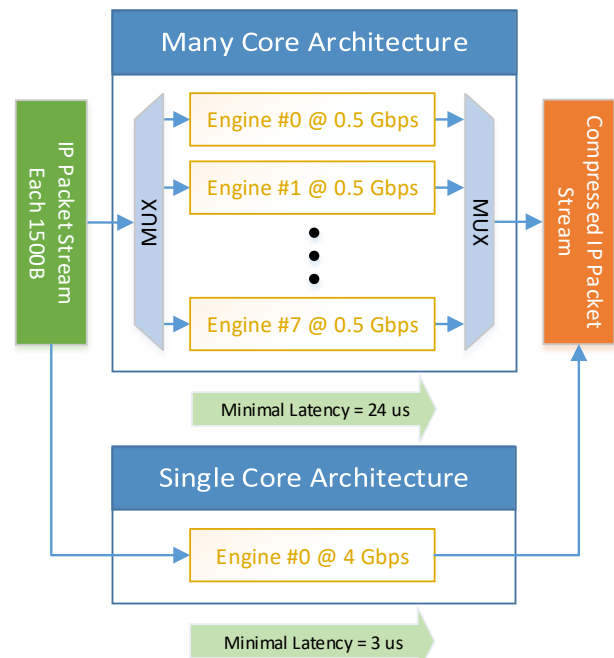 Many Core Architecture
IP Packet Stream
Each 1500B
MUX
Engine #0 @ 0.5 Gbps
Engine #1 @ 0.5 Gbps
Engine #7 @ 0.5 Gbps
MUX
Compressed IP Packet
Stream
Minimal Latency = 24 us
Single Core Architecture
Engine #0 @ 4 Gbps
Minimal Latency = 3 us